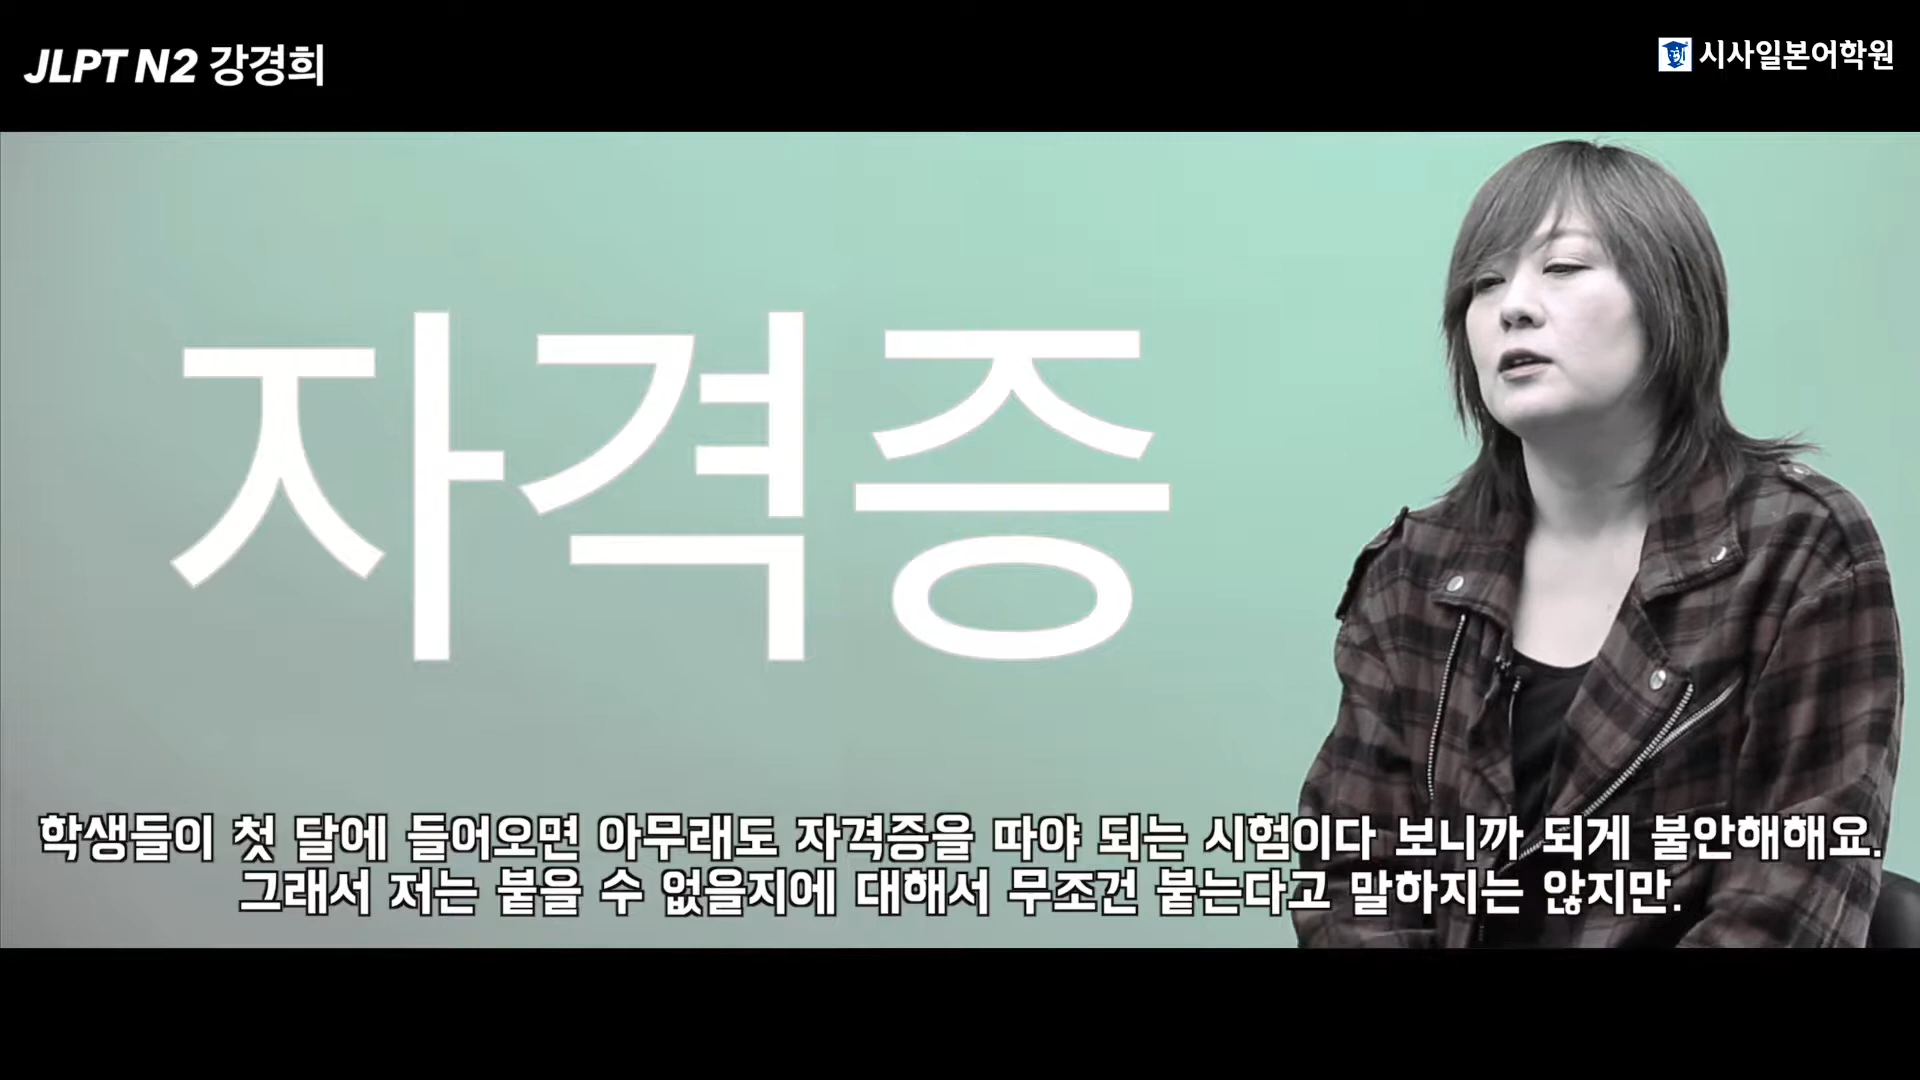 JLPT N2 강경희
시사일본어학원
자격증
학생들이 첫 달에 들어오면 아무래도 자격증을 따야 되는 시험이다 보니까 되게 불안해해요.
그래서 저는 붙을 수 없을지에 대해서 무조건 붙는다고 말하지는 않지만.